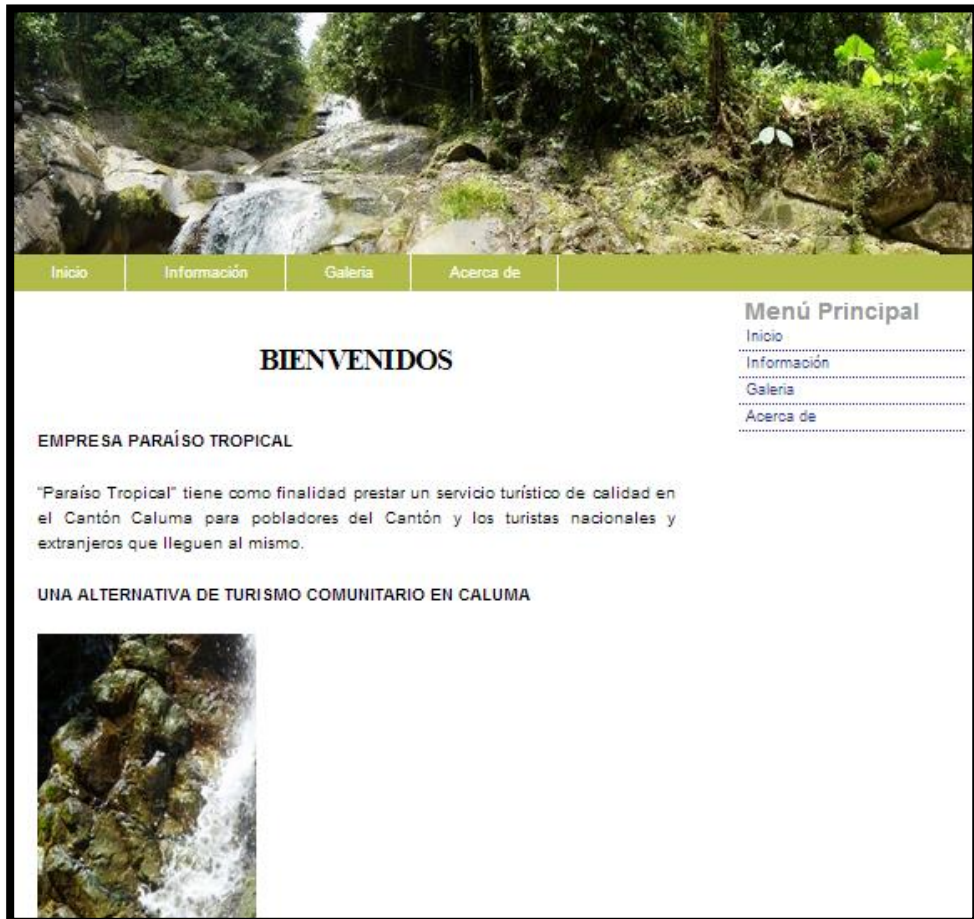 Inicio Información Galeria Acerca de
Menú Principal
Inicio
Información
Galeria
Acerca de
BIENVENIDOS
EMPRESA PARAÍSO TROPICAL
"Paraíso Tropical" tiene como finalidad prestar un servicio turístico de calidad en
el Cantón Caluma para pobladores del Cantón y los turistas nacionales y
extranjeros que lleguen al mismo.
UNA ALTERNATIVA DE TURISMO COMUNITARIO EN CALUMA